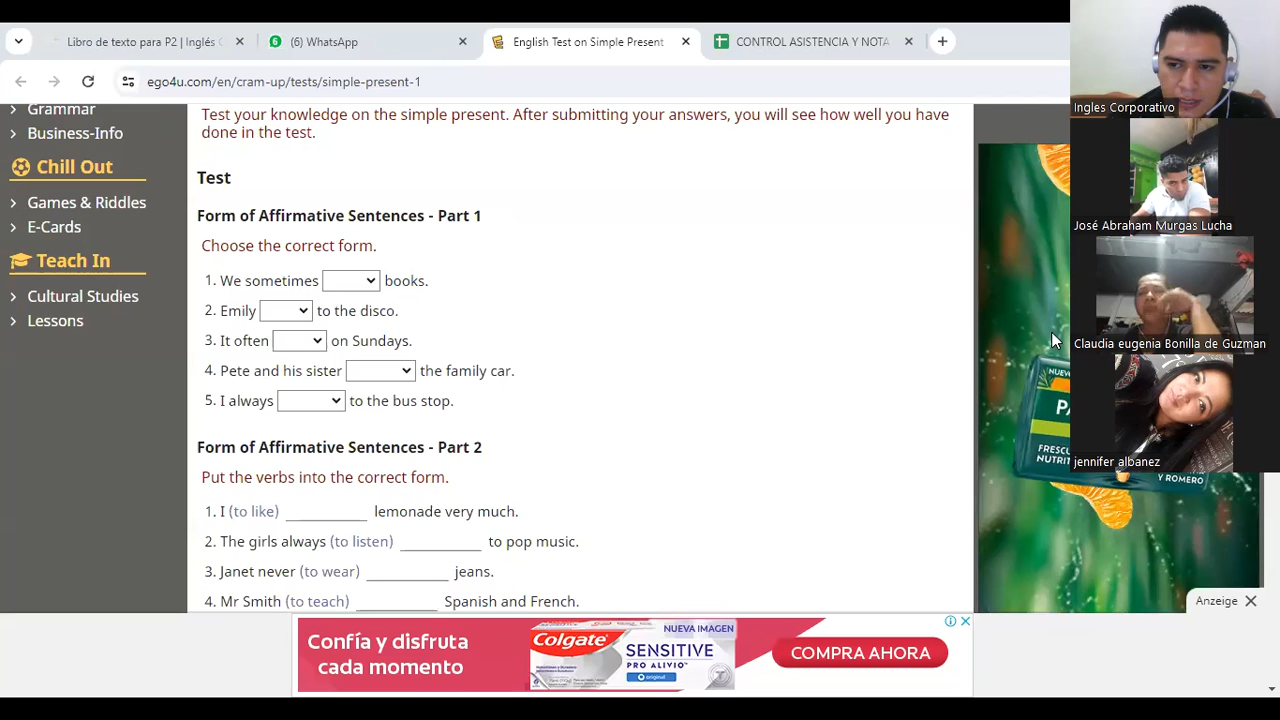 Libro de texto para P2 | Inglés
(6) WhatsApp
English Test on Simple Present
CONTROL ASISTENCIA Y NOTA
ego4u.com/en/cram-up/tests/simple-present-1
Grammar
Business-Info
Chill Out
Games & Riddles
E-Cards
Teach In
Cultural Studies
Lessons
Test your knowledge on the simple present. After submitting your answers, you will see how well you have
done in the test.
Test
Form of Affirmative Sentences - Part 1
Choose the correct form.
1. We sometimes books.
2. Emily to the disco.
3. It often on Sundays.
4. Pete and his sister the family car.
5. I always to the bus stop.
Form of Affirmative Sentences - Part 2
Put the verbs into the correct form.
1. I (to like) lemonade very much.
2. The girls always (to listen) to pop music.
3. Janet never (to wear) jeans.
4. Mr Smith (to teach) Spanish and French.
Ingles Corporativo
José Abraham Murgas Lucha
Claudia eugenia Bonilla de Guzman
jennifer albanez
Y ROMERO
Anzeige
Confía y disfruta
cada momento
NUEVA IMAGEN
Colgate
SENSITIVE
PRO ALIVIO
original
COMPRA AHORA